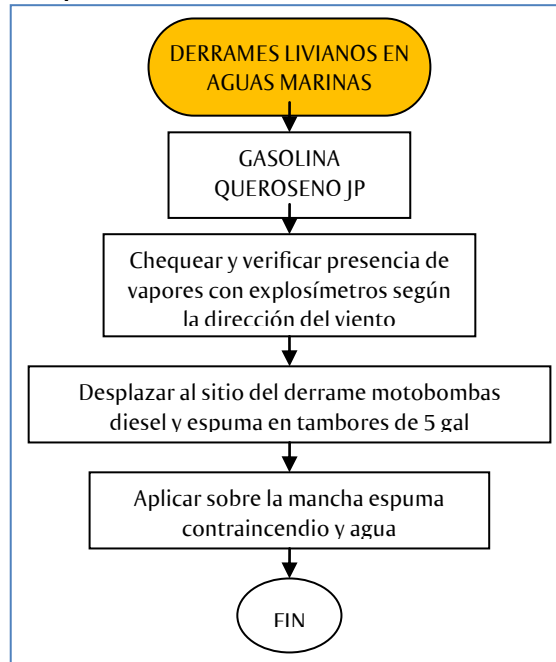 DERRAMES LIVIANOS EN
AGUAS MARINAS
GASOLINA
QUEROSENO JP
Chequear y verificar presencia de
vapores con explosímetros según
la dirección del viento
Desplazar al sitio del derrame motobombas
diesel y espuma en tambores de 5 gal
Aplicar sobre la mancha espuma
contraincendio y agua
FIN